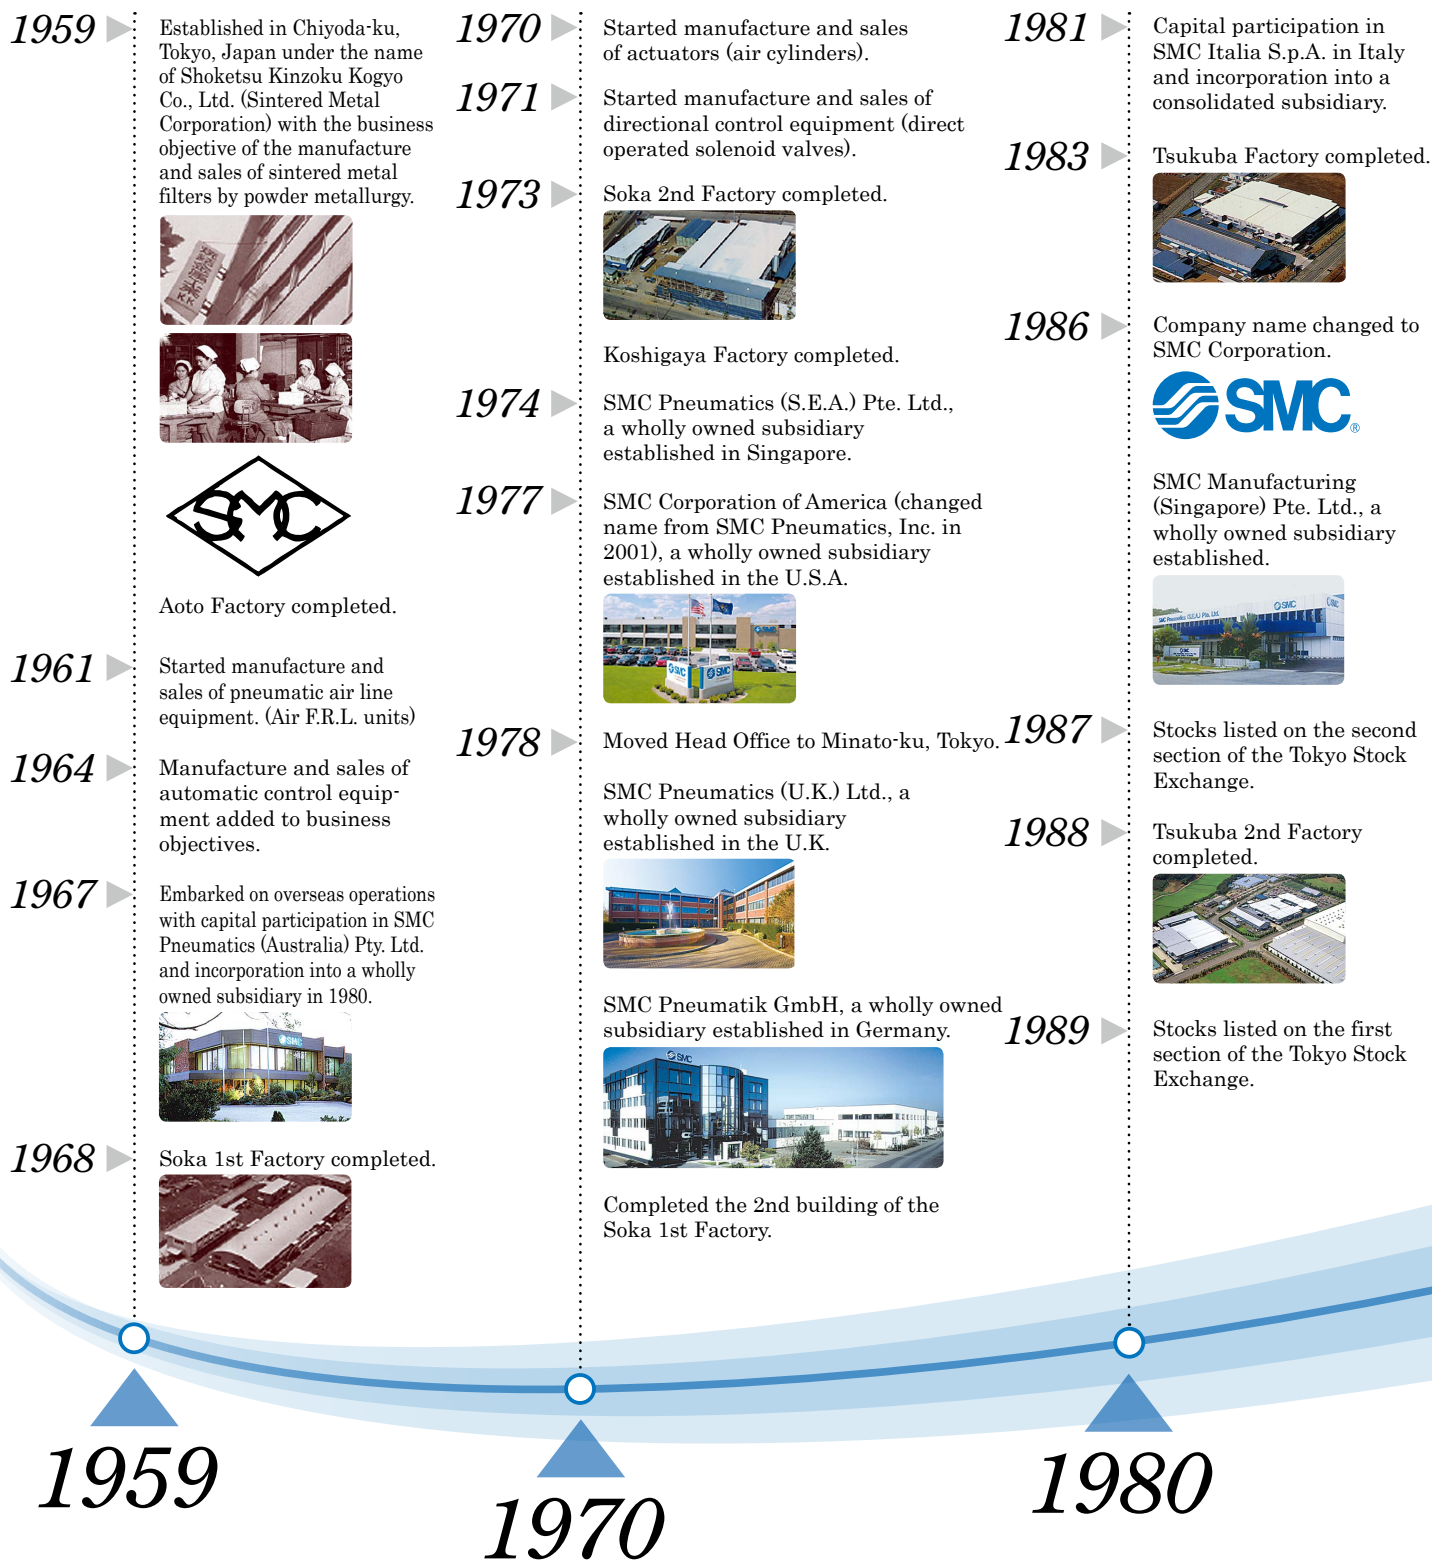 1959
Established in Chiyoda-ku,
Tokyo, Japan under the name
of Shoketsu Kinzoku Kogyo
Co., Ltd. (Sintered Metal
Corporation) with the business
objective of the manufacture
and sales of sintered metal
filters by powder metallurgy.
SMC
Aoto Factory completed.
1961
Started manufacture and
sales of pneumatic air line
equipment. (Air F.R.L. units)
1964
Manufacture and sales of
automatic control equip-
ment added to business
objectives.
1967
Embarked on overseas operations
with capital participation in SMC
Pneumatics (Australia) Pty. Ltd.
and incorporation into a wholly
owned subsidiary in 1980.
SMC
1968
Soka 1st Factory completed.
1970
Started manufacture and sales
of actuators (air cylinders).
1971
Started manufacture and sales of
directional control equipment (direct
operated solenoid valves).
1973
Soka 2nd Factory completed.
Koshigaya Factory completed.
1974
SMC Pneumatics (S.E.A.) Pte. Ltd.,
a wholly owned subsidiary
established in Singapore.
1977
SMC Corporation of America (changed
name from SMC Pneumatics, Inc. in
2001), a wholly owned subsidiary
established in the U.S.A.
SMC
SMC
SMC
1978
Moved Head Office to Minato-ku, Tokyo.
SMC Pneumatics (U.K.) Ltd., a
wholly owned subsidiary
established in the U.K.
SMC Pneumatik GmbH, a wholly owned
subsidiary established in Germany.
SMC
Completed the 2nd building of the
Soka 1st Factory.
1981
Capital participation in
SMC Italia S.p.A. in Italy
and incorporation into a
consolidated subsidiary.
1983
Tsukuba Factory completed.
1986
Company name changed to
SMC Corporation.
SMC®
SMC Manufacturing
(Singapore) Pte. Ltd., a
wholly owned subsidiary
established.
SMC Pneumatics (S.E.A.) Pte. Ltd.
SMC
SMC
SMC
1987
Stocks listed on the second
section of the Tokyo Stock
Exchange.
1988
Tsukuba 2nd Factory
completed.
1989
Stocks listed on the first
section of the Tokyo Stock
Exchange.
1959
1970
1980